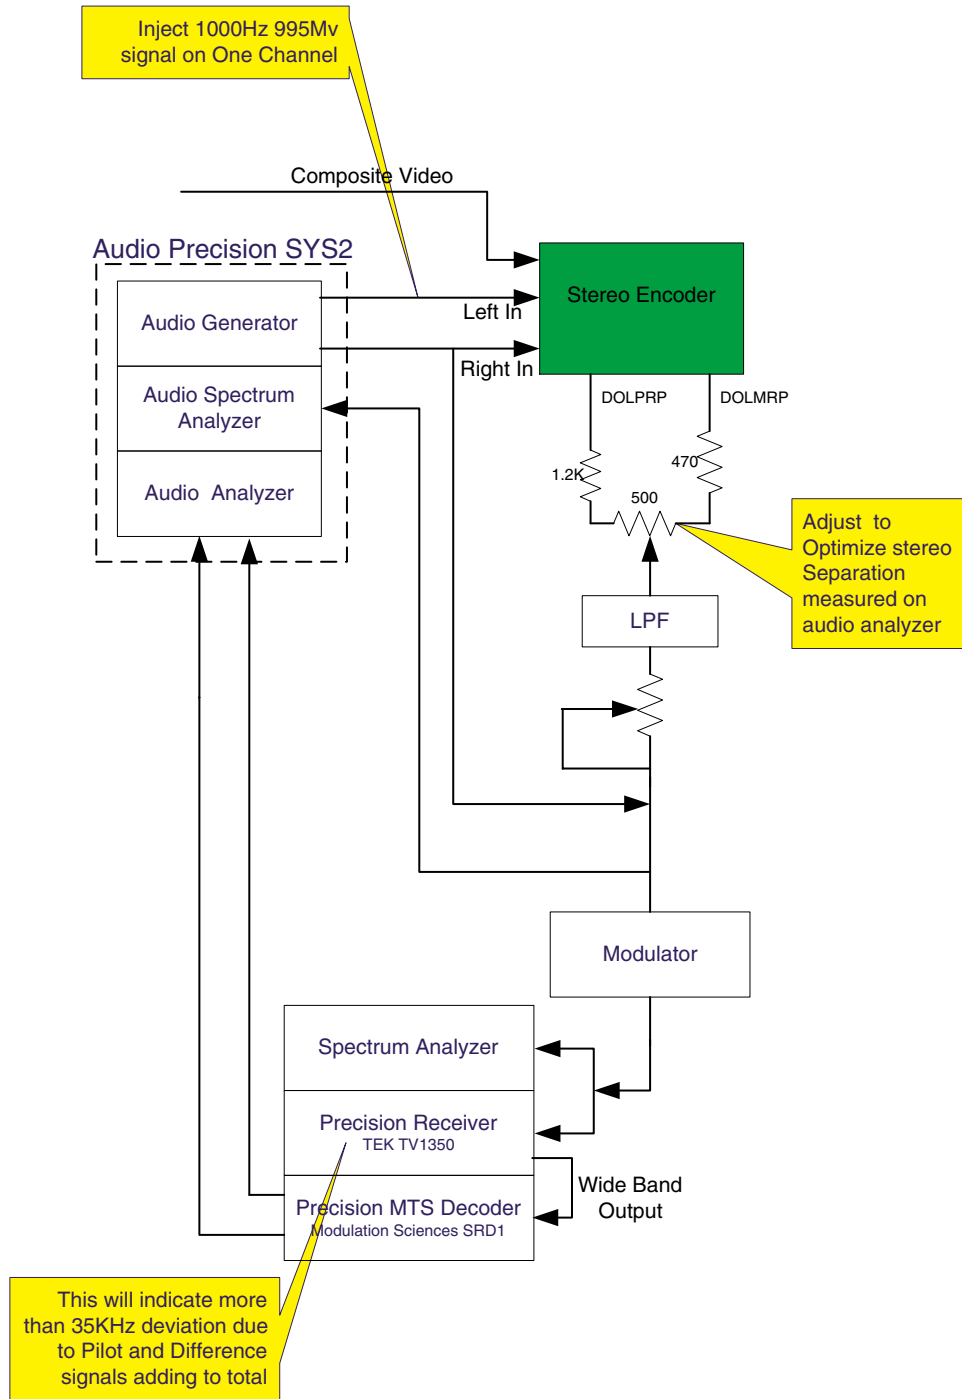 Inject 1000Hz 995Mv
signal on One Channel
Composite Video
Audio Precision SYS2
Audio Generator
Left In
Stereo Encoder
Right In
Audio Spectrum
Analyzer
DOLPRP
DOLMRP
Audio Analyzer
1.2K
470
500
Adjust to
Optimize stereo
Separation
measured on
audio analyzer
LPF
Modulator
Spectrum Analyzer
Precision Receiver
TEK TV1350
Wide Band
Output
Precision MTS Decoder
Modulation Sciences SRD1
This will indicate more
than 35KHz deviation due
to Pilot and Difference
signals adding to total